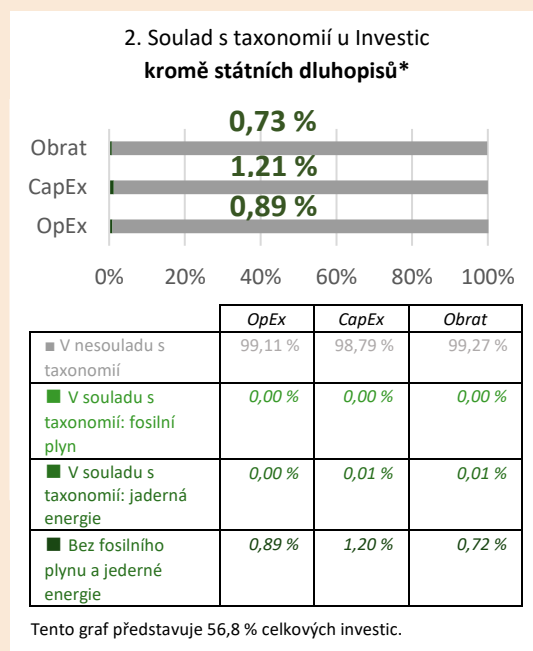 2. Soulad s taxonomií u Investic
kromě státních dluhopisů*
0,73 %
Obrat
1,21 %
CapEx
0,89 %
OpEx
0% 20% 40% 60% 80% 100%
OpEx CapEx Obrat
■ V nesouladu s 99,11 % 98,79 % 99,27 %
taxonomií
■ V souladu s 0,00 % 0,00 % 0,00 %
taxonomií: fosilní
plyn
■ V souladu s 0,00 % 0,01 % 0,01 %
taxonomií: jaderná
energie
■ Bez fosilního 0,89 % 1,20 % 0,72 %
plynu a jederné
energie
Tento graf představuje 56,8 % celkových investic.